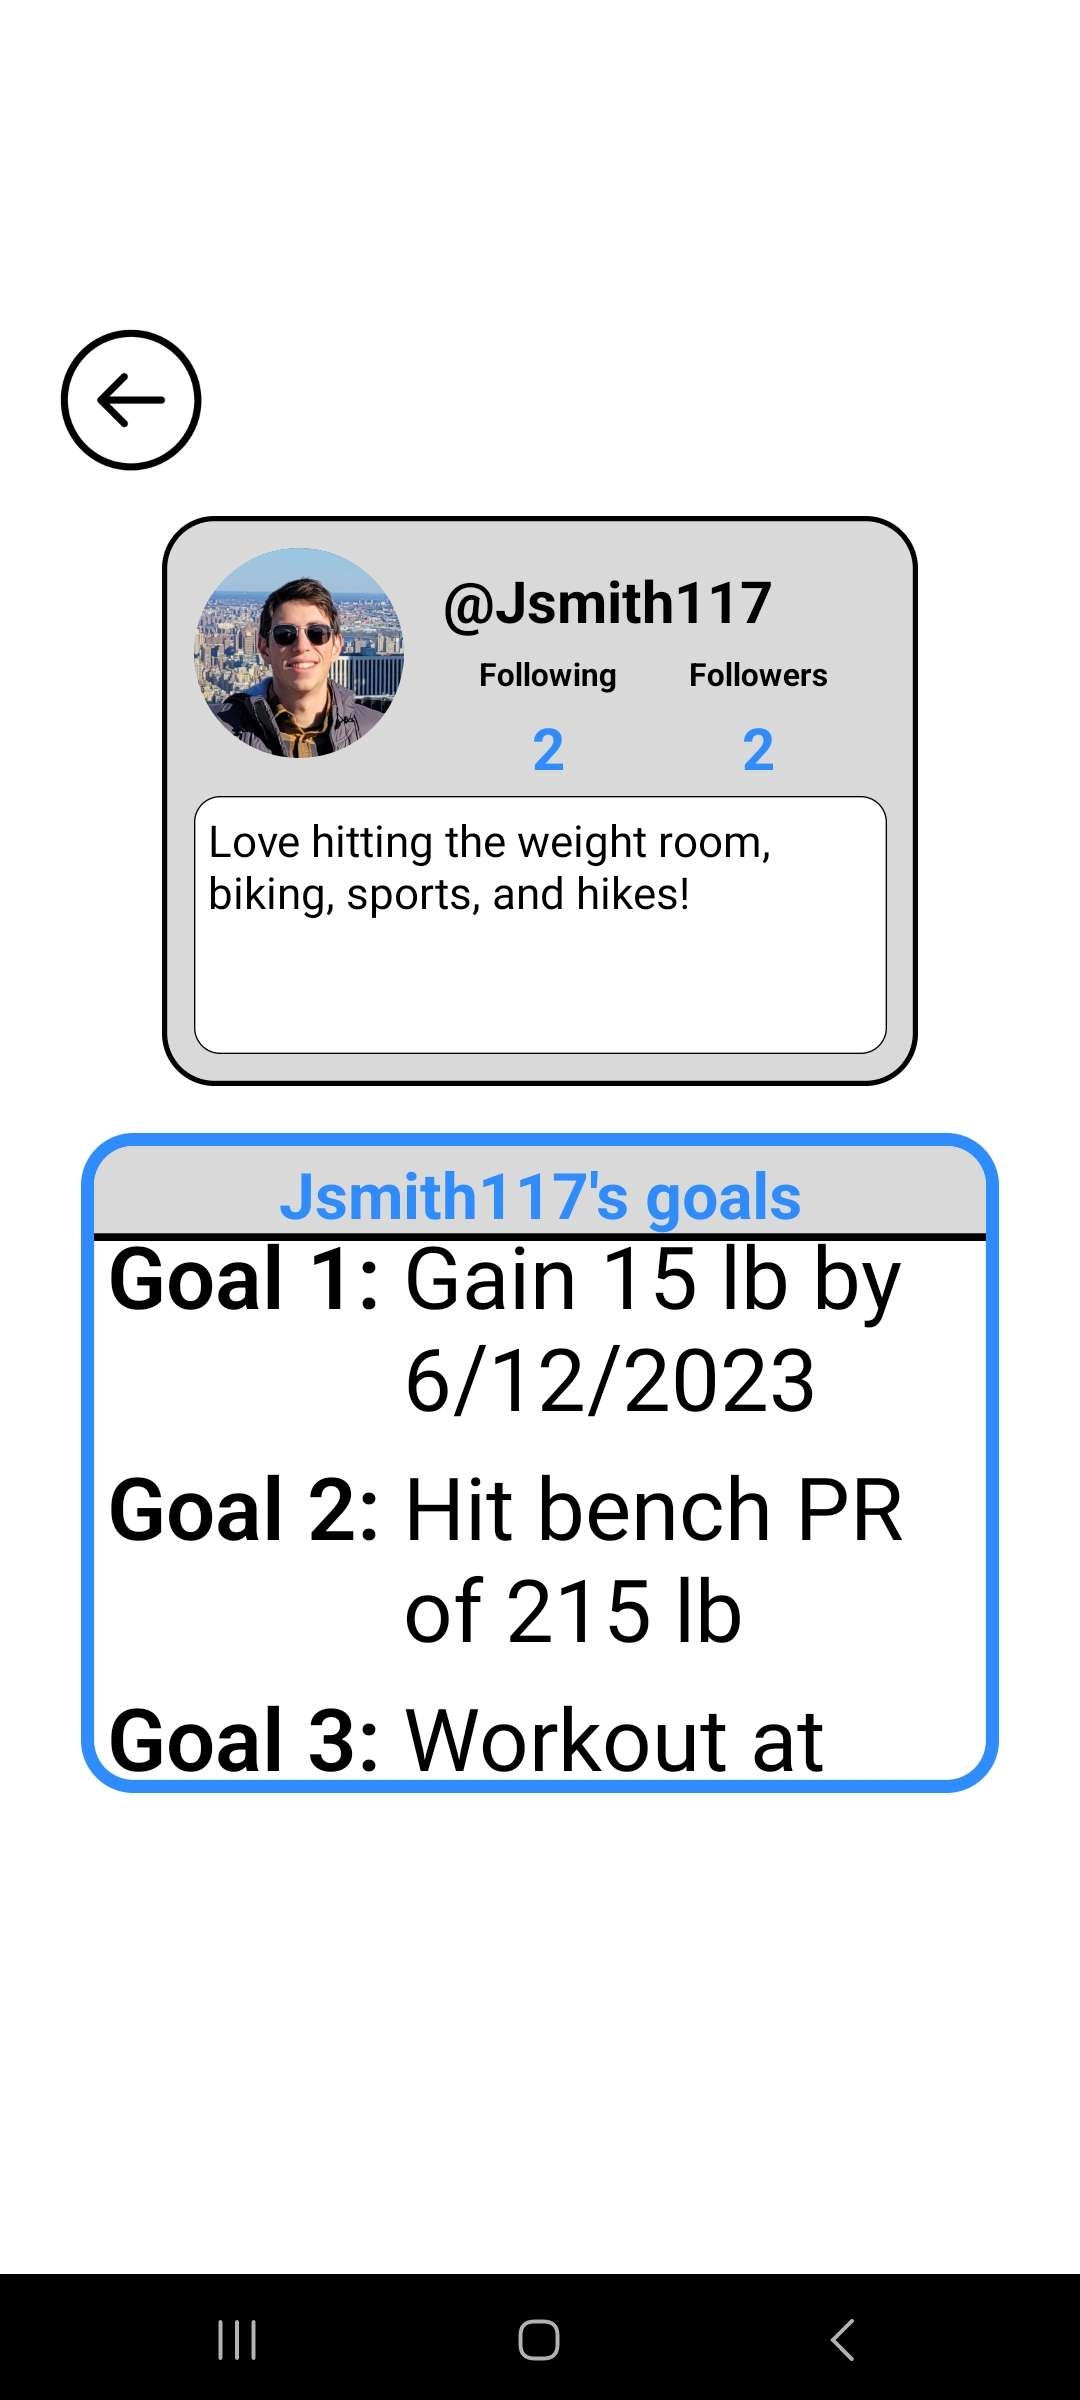 @Jsmith117
Following Followers
2 2
Love hitting the weight room,
biking, sports, and hikes!
Jsmith117's goals
Goal 1: Gain 15 lb by
6/12/2023
Goal 2: Hit bench PR
of 215 lb
Goal 3: Workout at